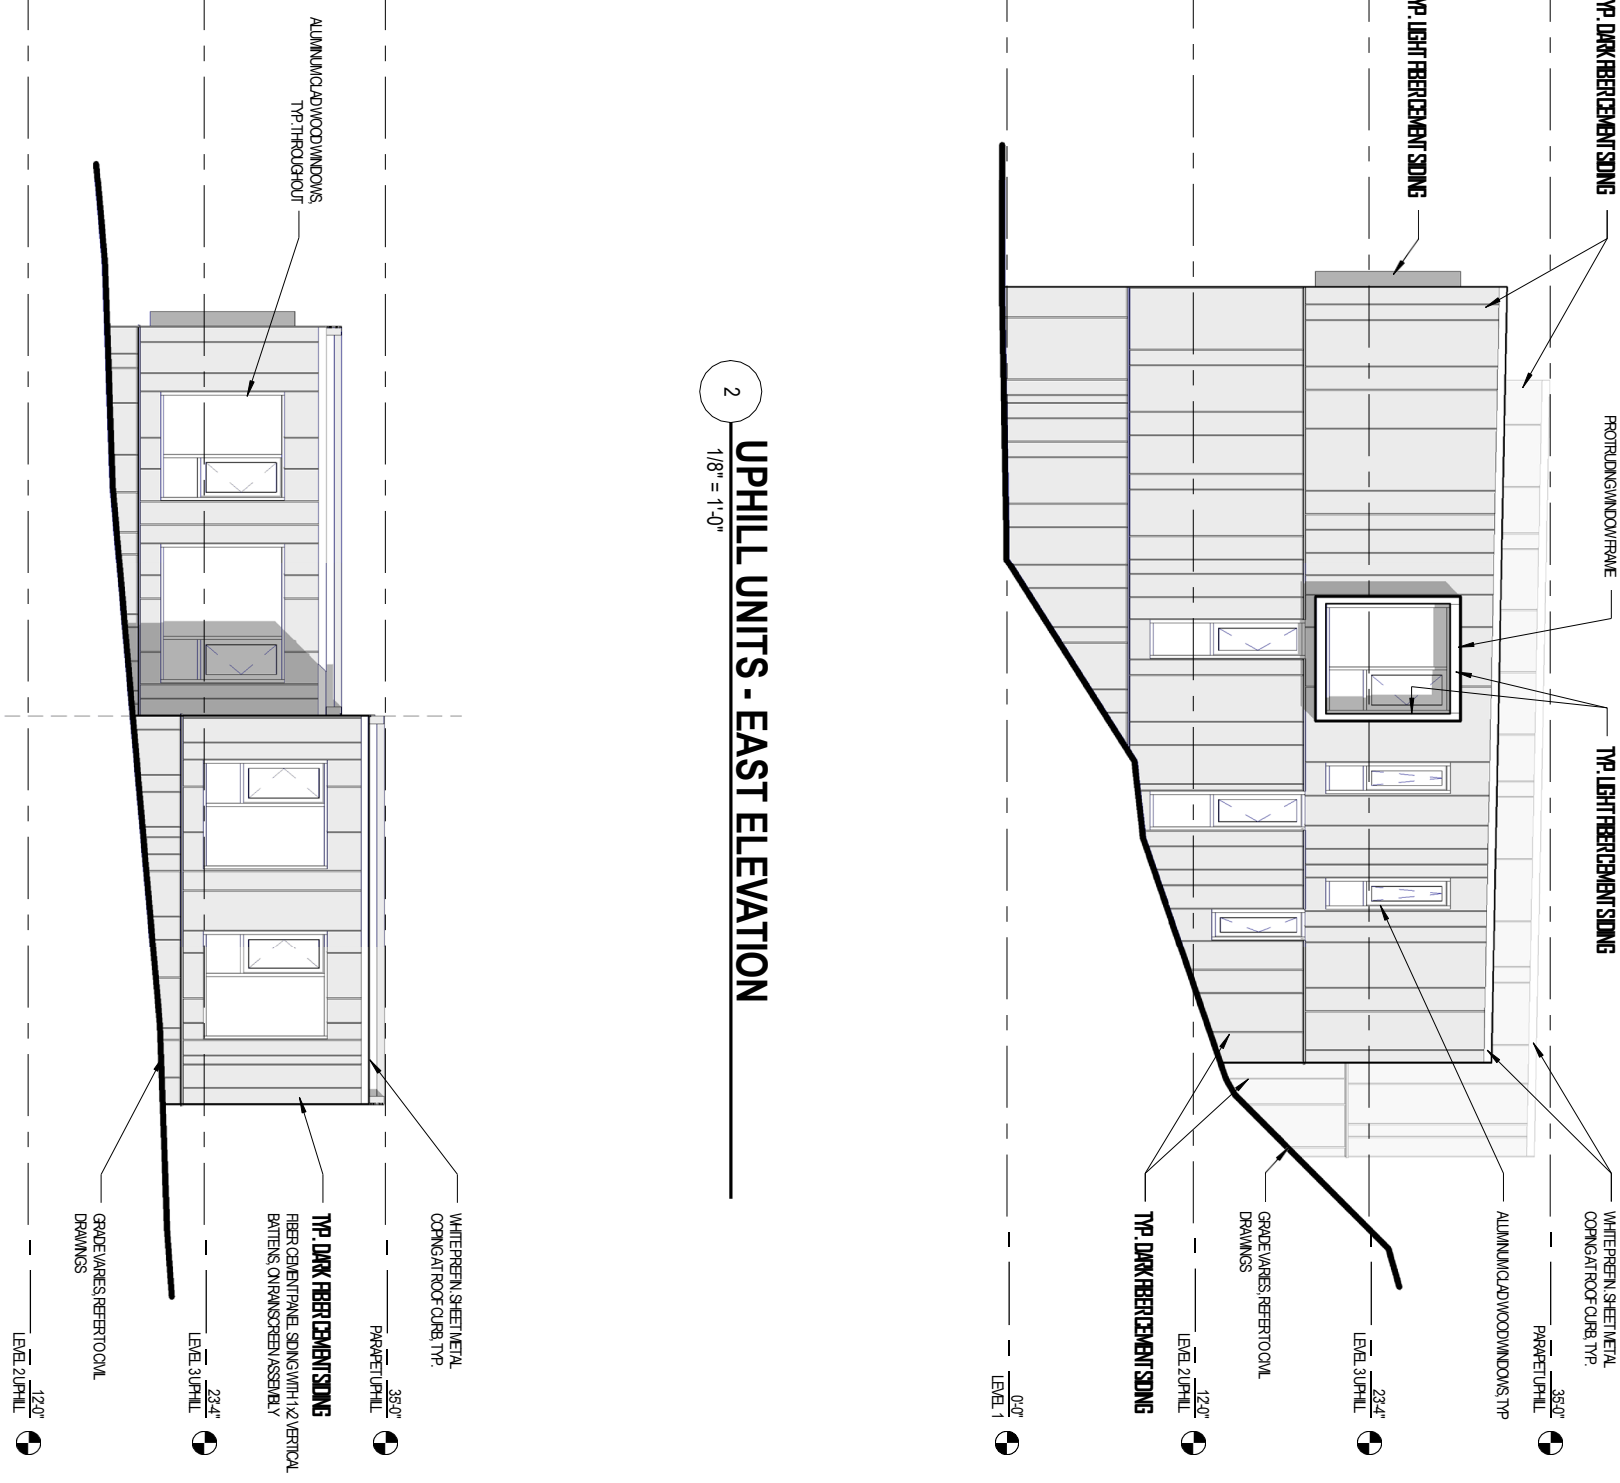 TYP. DARK FIBER CEMENT SIDING
TYP. LIGHT FIBER CEMENT SIDING
PROTRUDING WINDOW FRAME
TYP. LIGHT FIBER CEMENT SIDING
WHITE PREFIN. SHEET METAL
COPING AT ROOF CURB, TYP.
35'-0"
PARAPET UPHILL
ALUMINUM CLAD WOOD WINDOWS, TYP
23'-4"
LEVEL 3 UPHILL
GRADE VARIES, REFER TO CIVIL
DRAWINGS
12'-0"
LEVEL 2 UPHILL
TYP. DARK FIBER CEMENT SIDING
0'-0"
LEVEL 1
2
UPHILL UNITS - EAST ELEVATION
1/8" = 1'-0"
WHITE PREFIN. SHEET METAL
COPING AT ROOF CURB, TYP.
35'-0"
PARAPET UPHILL
ALUMINUM CLAD WOOD WINDOWS,
TYP. THROUGHOUT
TYP. DARK FIBER CEMENT SIDING
FIBER CEMENT PANEL SIDING WITH 1x2 VERTICAL
BATTENS, ON RAINSCREEN ASSEMBLY
23'-4"
LEVEL 3 UPHILL
GRADE VARIES, REFER TO CIVIL
DRAWINGS
12'-0"
LEVEL 2 UPHILL